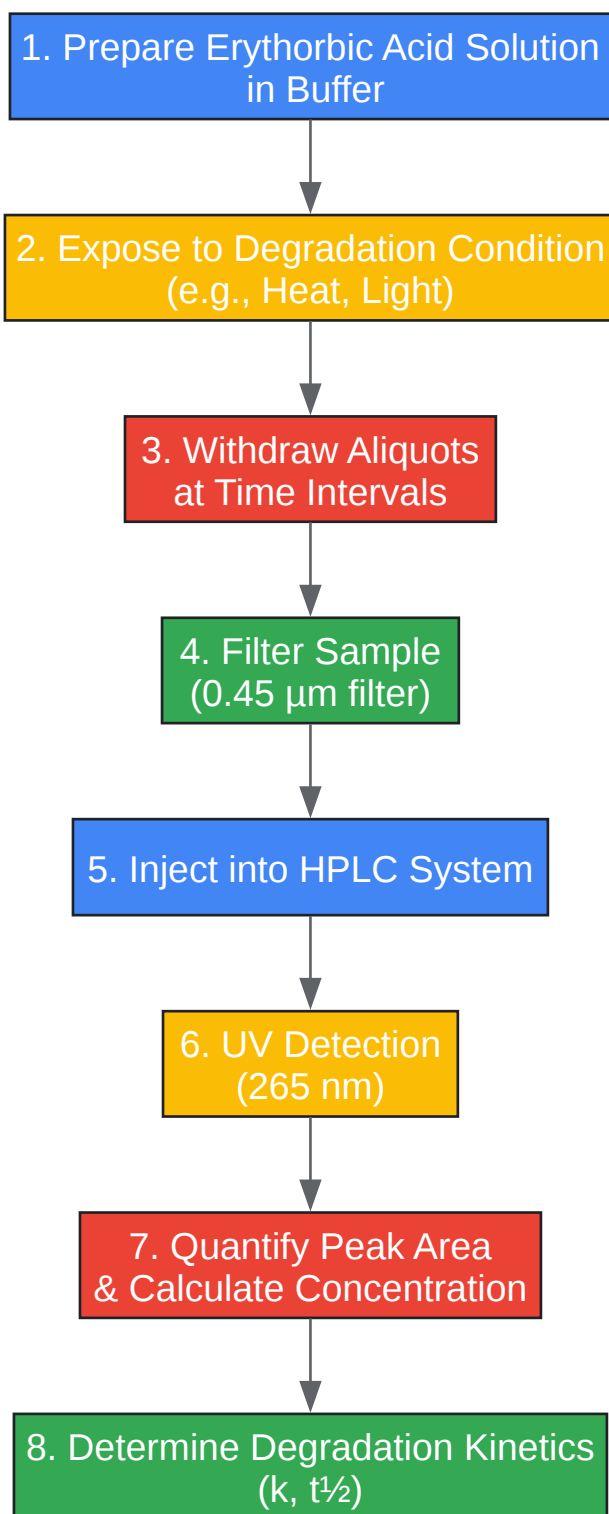 1. Prepare Erythorbic Acid Solution
in Buffer
2. Expose to Degradation Condition
(e.g., Heat, Light)
3. Withdraw Aliquots
at Time Intervals
4. Filter Sample
(0.45 µm filter)
5. Inject into HPLC System
6. UV Detection
(265 nm)
7. Quantify Peak Area
& Calculate Concentration
8. Determine Degradation Kinetics
(k, t½)